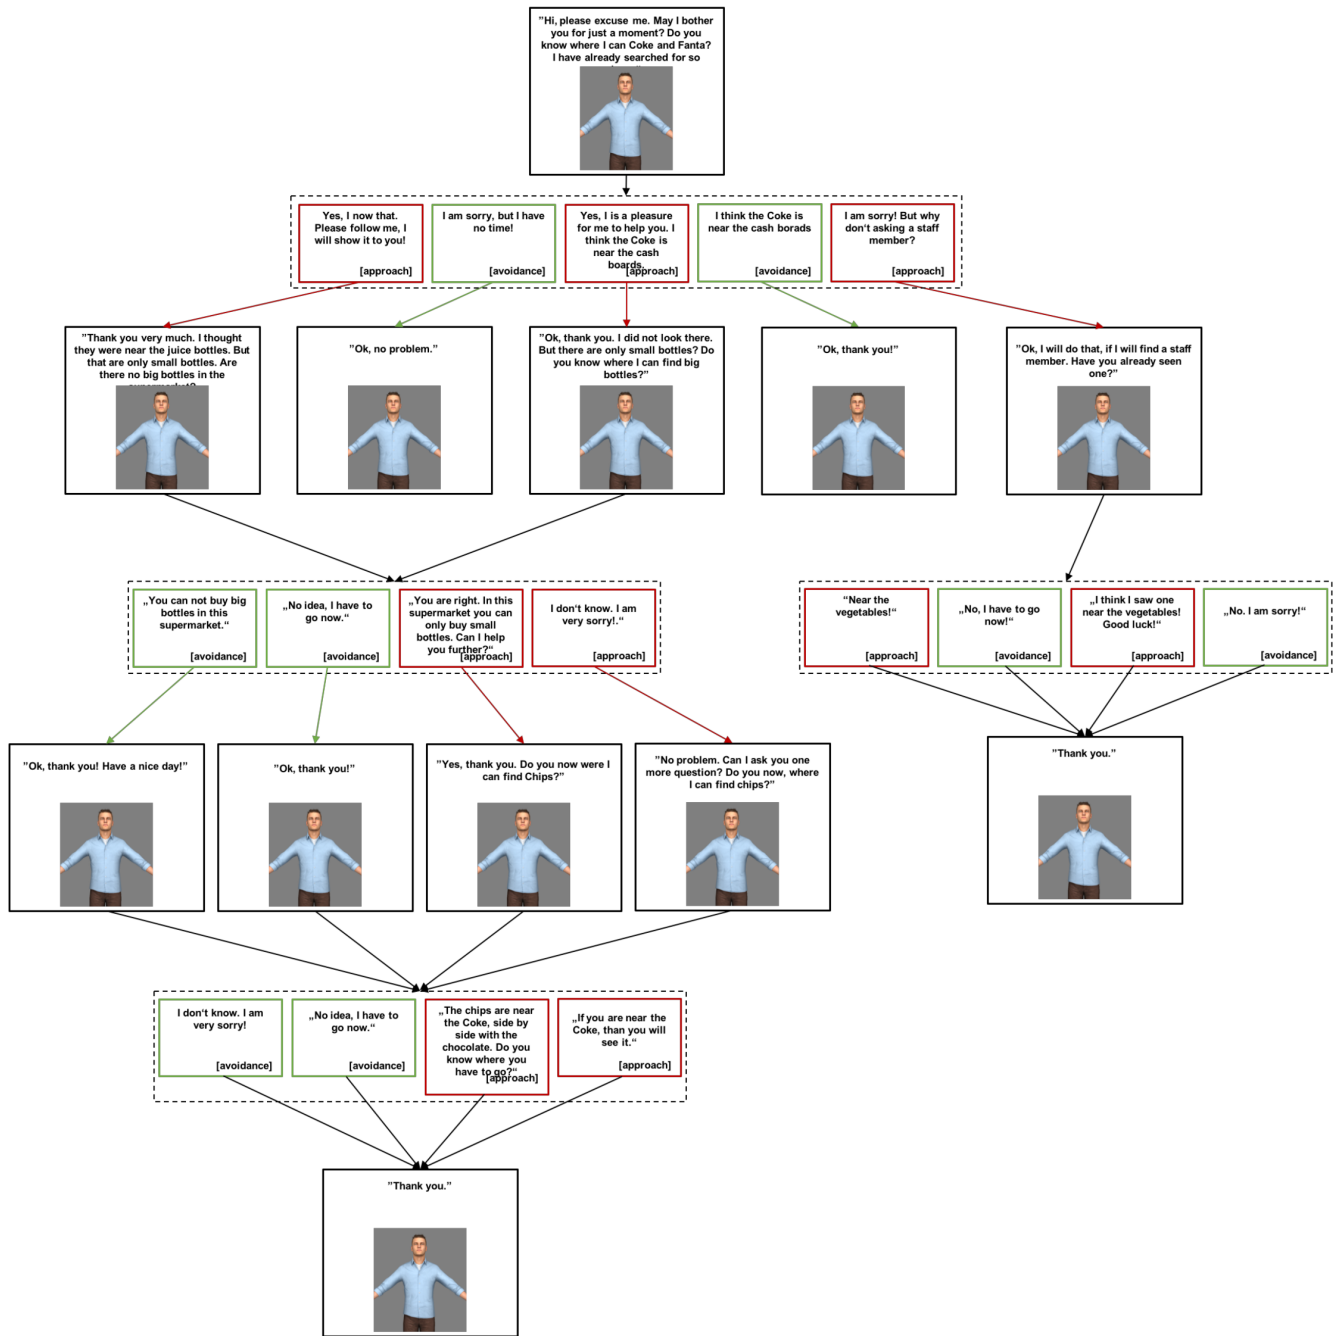 ”Hi, please excuse me. May I bother
you for just a moment? Do you
know where I can Coke and Fanta?
I have already searched for so
Yes, I now that.
Please follow me, I
will show it to you!
[approach]
I am sorry, but I have
no time!
[avoidance]
Yes, I is a pleasure
for me to help you. I
think the Coke is
near the cash
boards.
[approach]
I think the Coke is
near the cash borads
[avoidance]
I am sorry! But why
don‘t asking a staff
member?
[approach]
”Thank you very much. I thought
they were near the juice bottles. But
that are only small bottles. Are
there no big bottles in the
supermarket?
”Ok, no problem.”
”Ok, thank you. I did not look there.
But there are only small bottles? Do
you know where I can find big
bottles?”
”Ok, thank you!”
”Ok, I will do that, if I will find a staff
member. Have you already seen
one?”
„You can not buy big
bottles in this
supermarket.“
[avoidance]
„No idea, I have to
go now.“
[avoidance]
„You are right. In this
supermarket you can
only buy small
bottles. Can I help
you further?“
[approach]
I don‘t know. I am
very sorry!.“
[approach]
“Near the
vegetables!“
[approach]
„No, I have to go
now!“
[avoidance]
„I think I saw one
near the vegetables!
Good luck!“
[approach]
„No. I am sorry!“
[avoidance]
”Ok, thank you! Have a nice day!”
”Ok, thank you!”
”Yes, thank you. Do you now were I
can find Chips?”
”No problem. Can I ask you one
more question? Do you now, where
I can find chips?”
”Thank you.”
I don‘t know. I am
very sorry!
[avoidance]
„No idea, I have to
go now.“
[avoidance]
„The chips are near
the Coke, side by
side with the
chocolate. Do you
know where you
have to go?“
[approach]
„If you are near the
Coke, than you will
see it.“
[approach]
”Thank you.”